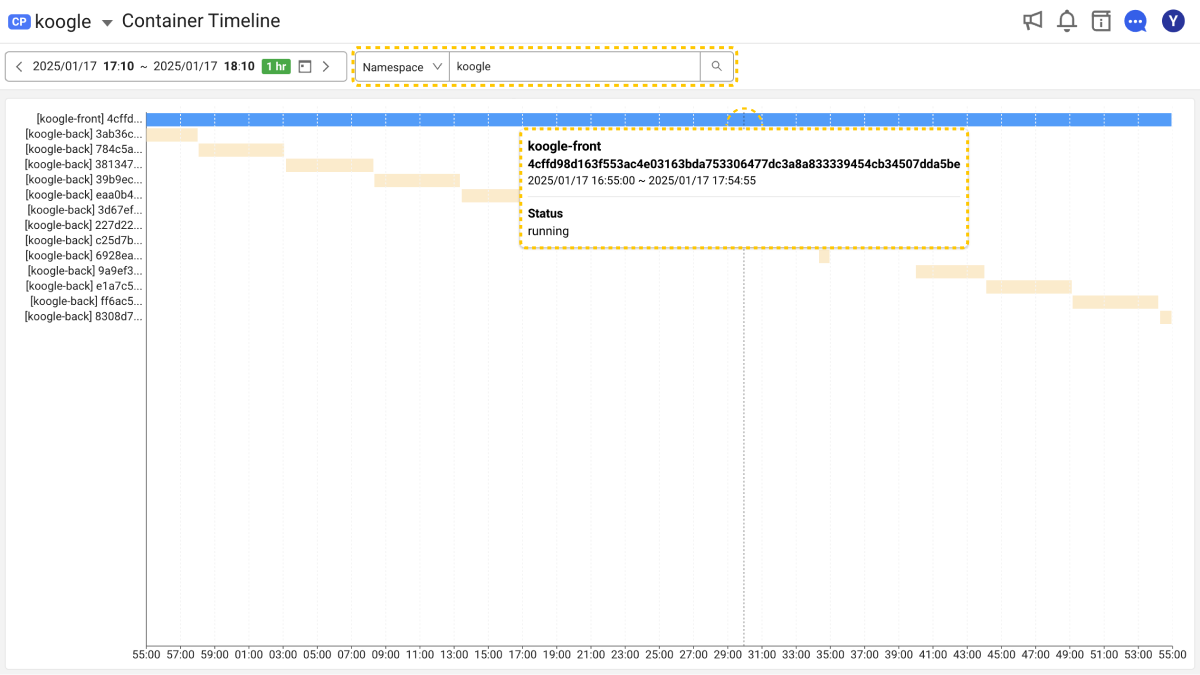 CP koogle Container Timeline
Y
2025/01/17 17:10 ~ 2025/01/17 18:10 1 hr
Namespace koogle
[koogle-front] 4cffd...
[koogle-back] 3ab36c...
[koogle-back] 784c5a...
[koogle-back] 381347...
[koogle-back] 39b9ec...
[koogle-back] eaa0b4...
[koogle-back] 3d67ef...
[koogle-back] 227d22...
[koogle-back] c25d7b...
[koogle-back] 6928ea...
[koogle-back] 9a9ef3...
[koogle-back] e1a7c5...
[koogle-back] ff6ac5...
[koogle-back] 8308d7...
koogle-front
4cffd98d163f553ac4e03163bda753306477dc3a8a833339454cb34507dda5be
2025/01/17 16:55:00 ~ 2025/01/17 17:54:55
Status
running
55:00 57:00 59:00 01:00 03:00 05:00 07:00 09:00 11:00 13:00 15:00 17:00 19:00 21:00 23:00 25:00 27:00 29:00 31:00 33:00 35:00 37:00 39:00 41:00 43:00 45:00 47:00 49:00 51:00 53:00 55:00